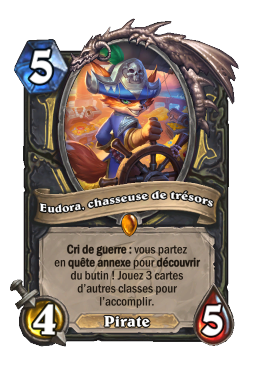 5
Eudora, chasseuse de trésors
Cri de guerre : vous partez
en quête annexe pour découvrir
du butin ! Jouez 3 cartes
d'autres classes pour
l'accomplir.
4
Pirate
5